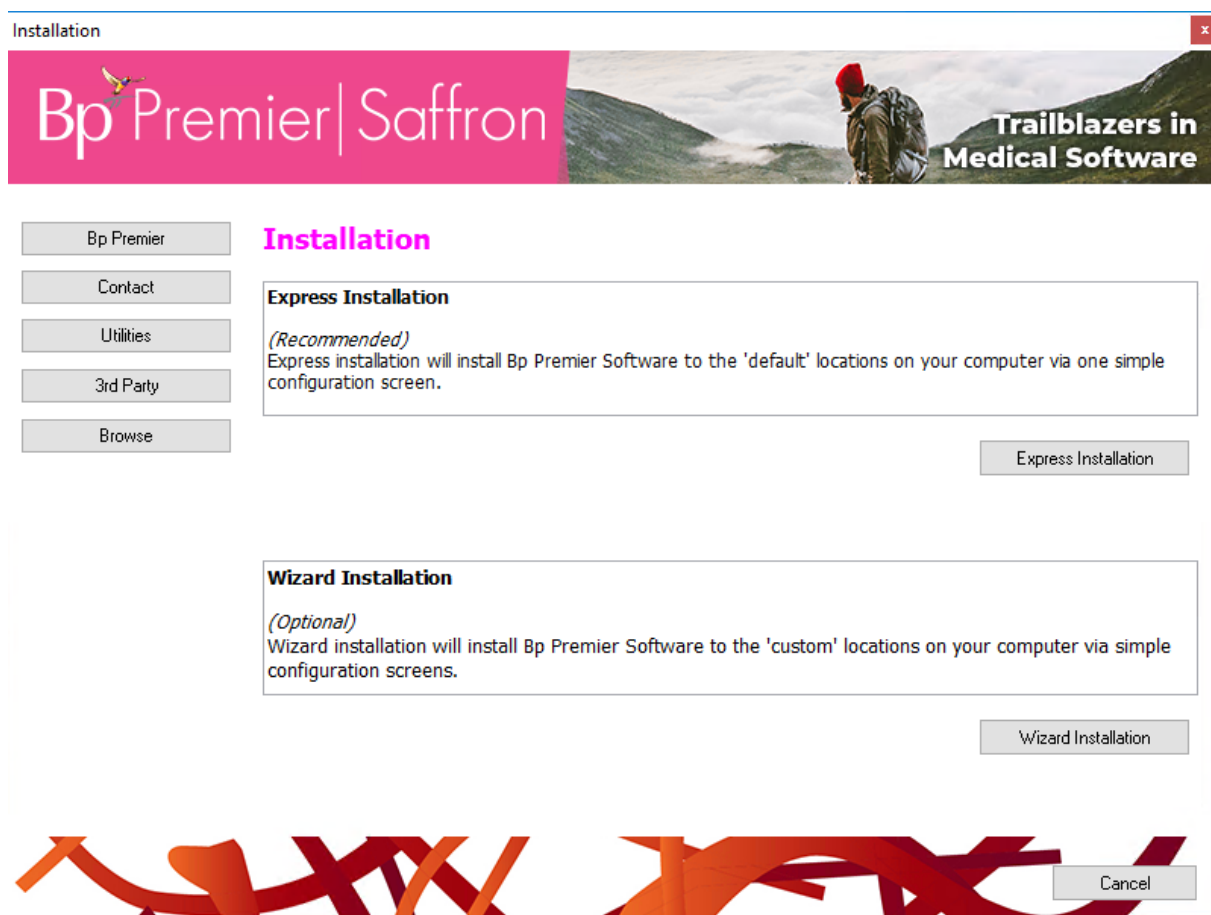 Installation
x
Bp Premier | Saffron
Trailblazers in
Medical Software
Bp Premier
Contact
Utilities
3rd Party
Browse
Installation
Express Installation
(Recommended)
Express installation will install Bp Premier Software to the 'default' locations on your computer via one simple
configuration screen.
Express Installation
Wizard Installation
(Optional)
Wizard installation will install Bp Premier Software to the 'custom' locations on your computer via simple
configuration screens.
Wizard Installation
Cancel